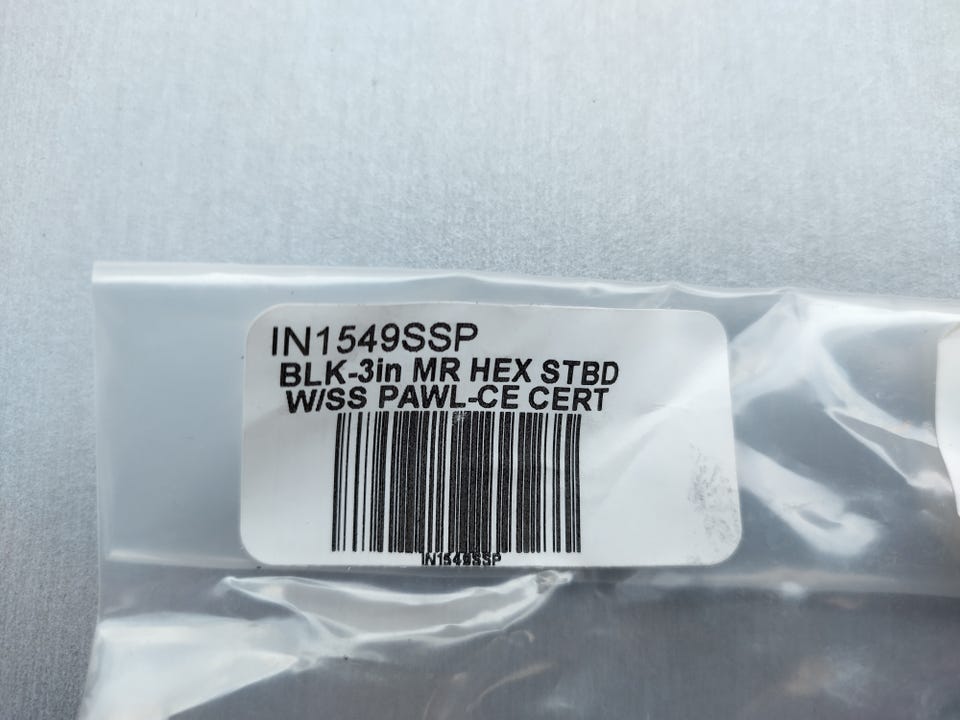 IN1549SSP
BLK-3in MR HEX STBD
W/SS PAWL-CE CERT
IN1549SSP